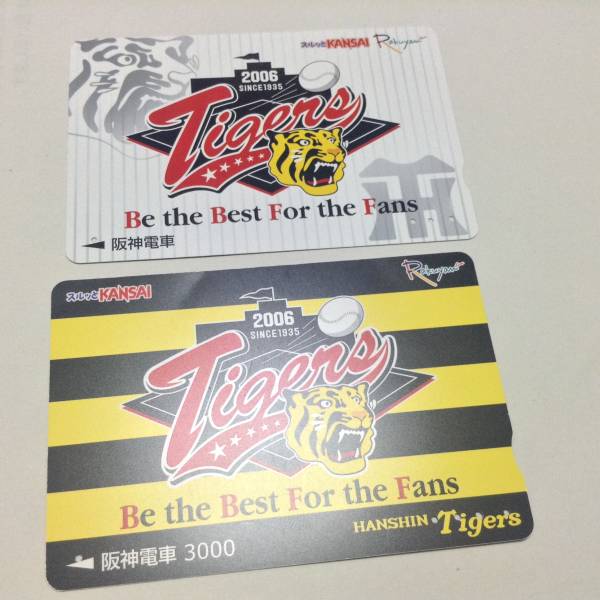 スルッとKANSAI Rakuyan
2006
SINCE1935
Tigers
Be the Best For the Fans
阪神電車
スルッとKANSAI Rakuyan
2006
SINCE1935
Tigers
Be the Best For the Fans
HANSHIN Tigers
阪神電車 3000